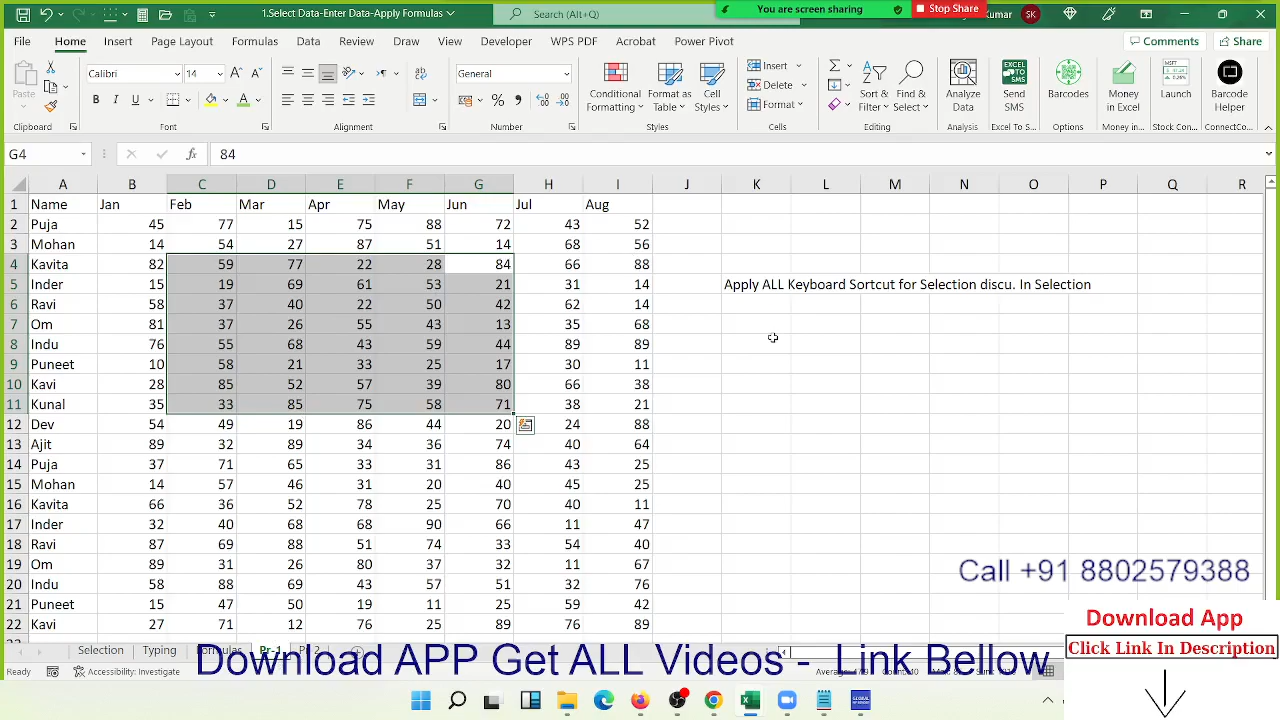 1.Select Data-Enter Data-Apply Formulas
Search (Alt+Q)
You are screen sharing
Stop Share
Kumar
SK
File Home Insert Page Layout Formulas Data Review View Developer WPS PDF Acrobat Power Pivot
Comments
Share
Paste
Calibri 14
General
Conditional Formatting
Format as Table
Cell Styles
Insert
Delete
Format
Sort & Filter
Find & Select
Analyze Data
Send SMS
Barcodes
Money in Excel
Launch
Barcode Helper
Clipboard Font Alignment Number Styles Cells Editing Analysis Excel To S... Options Money in... Stock Con... ConnectCo...
G4 fx 84
A B C D E F G H I J K L M N O P Q R
1 Name Jan Feb Mar Apr May Jun Jul Aug
2 Puja 45 77 15 75 88 72 43 52
3 Mohan 14 54 27 87 51 14 68 56
4 Kavita 82 59 77 22 28 84 66 88
5 Inder 15 19 69 61 53 21 31 14 Apply ALL Keyboard Sortcut for Selection discu. In Selection
6 Ravi 58 37 40 22 50 42 62 14
7 Om 81 37 26 55 43 13 35 68
8 Indu 76 55 68 43 59 44 89 89
9 Puneet 10 58 21 33 25 17 30 11
10 Kavi 28 85 52 57 39 80 66 38
11 Kunal 35 33 85 75 58 71 38 21
12 Dev 54 49 19 86 44 20 24 88
13 Ajit 89 32 89 34 36 74 40 64
14 Puja 37 71 65 33 31 86 43 25
15 Mohan 14 57 46 31 20 40 45 25
16 Kavita 66 36 52 78 25 70 40 11
17 Inder 32 40 68 68 90 66 11 47
18 Ravi 87 69 88 51 74 33 54 40
19 Om 89 31 26 80 37 32 11 67
20 Indu 58 88 69 43 57 51 32 76
21 Puneet 15 47 50 19 11 25 59 42
22 Kavi 27 71 12 76 25 89 76 89
Call +91 8802579388
Download App
Click Link In Description
Selection Typing Formulas Pr-1
Download APP Get ALL Videos - Link Bellow
Ready Accessibility: Investigate